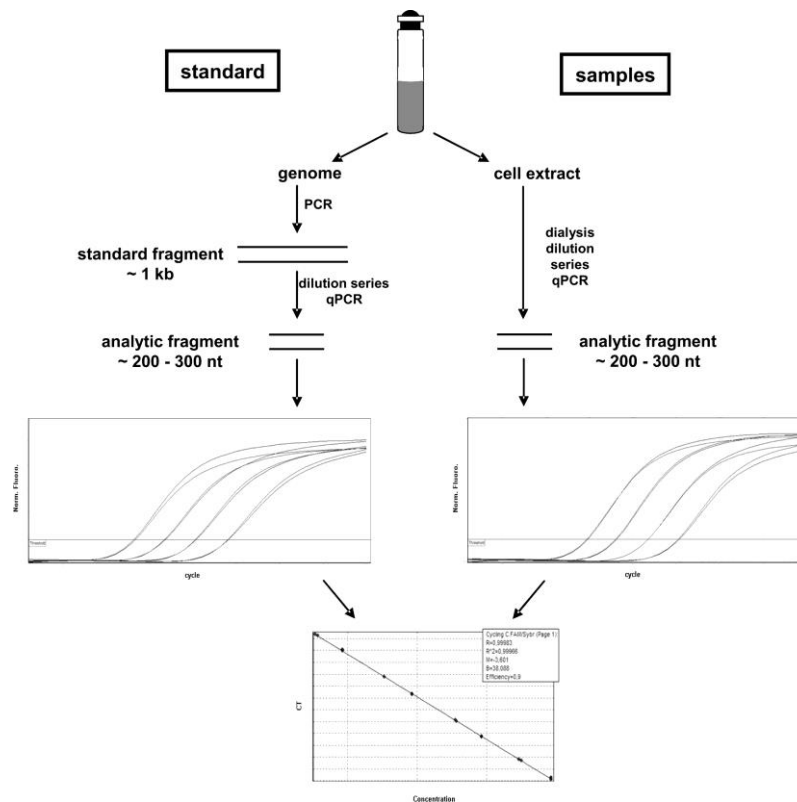 standard
samples
genome
cell extract
PCR
standard fragment
~ 1 kb
dilution series
qPCR
dialysis
dilution
series
qPCR
analytic fragment
~ 200 - 300 nt
analytic fragment
~ 200 - 300 nt
Norm. Fluoro.
Threshold
cycle
Norm. Fluoro.
Threshold
cycle
Cycling C FAM/Sybr (Page 1)
R=0,99983
R^2=0,99966
M=-3,601
B=38,088
Efficiency=0,9
CT
Concentration